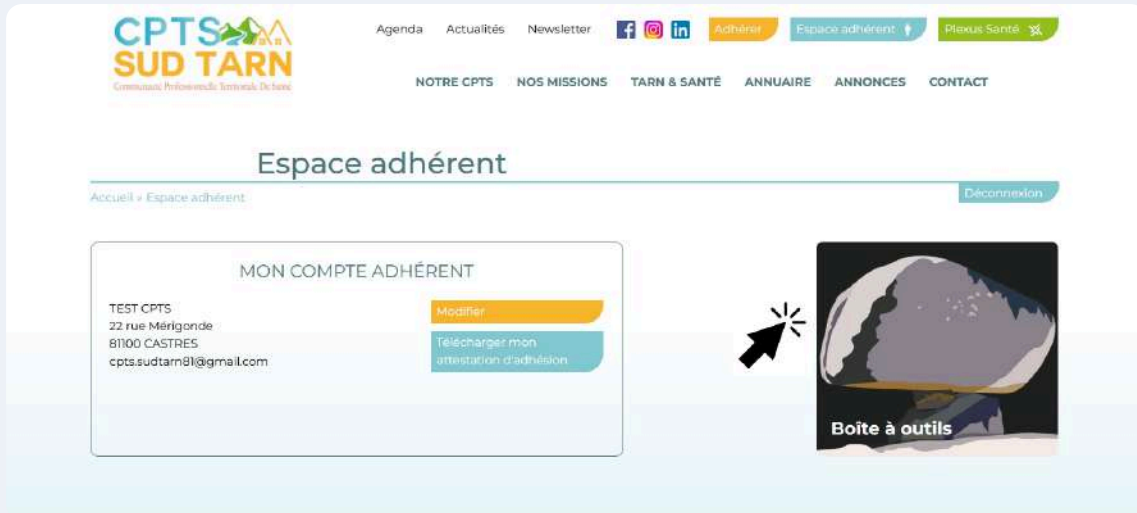 CPTS
SUD TARN
Communauté Professionnelle Territoriale De Santé
Agenda Actualités Newsletter Adhérer Espace adhérent Plexus Santé
NOTRE CPTS NOS MISSIONS TARN & SANTÉ ANNUAIRE ANNONCES CONTACT
Espace adhérent
Accueil » Espace adhérent
Déconnexion
MON COMPTE ADHÉRENT
TEST CPTS
22 rue Mérigonde
81100 CASTRES
cpts.sudtarn81@gmail.com
Modifier
Télécharger mon
attestation d'adhésion
Boîte à outils